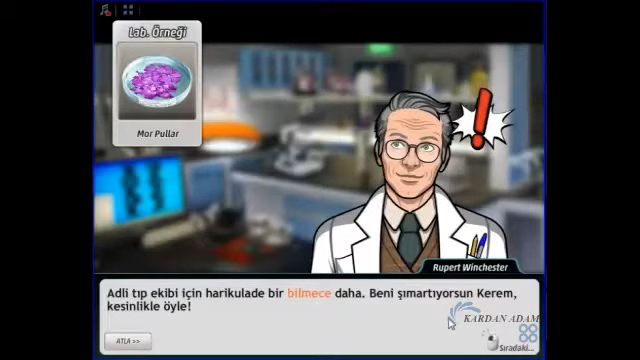 Lab. Örneği
Mor Pullar
Rupert Winchester
Adli tıp ekibi için harikulade bir bilmece daha. Beni şımartıyorsun Kerem,
kesinlikle öyle!
KARDAN ADAM
ATLA >>
Sıradaki...